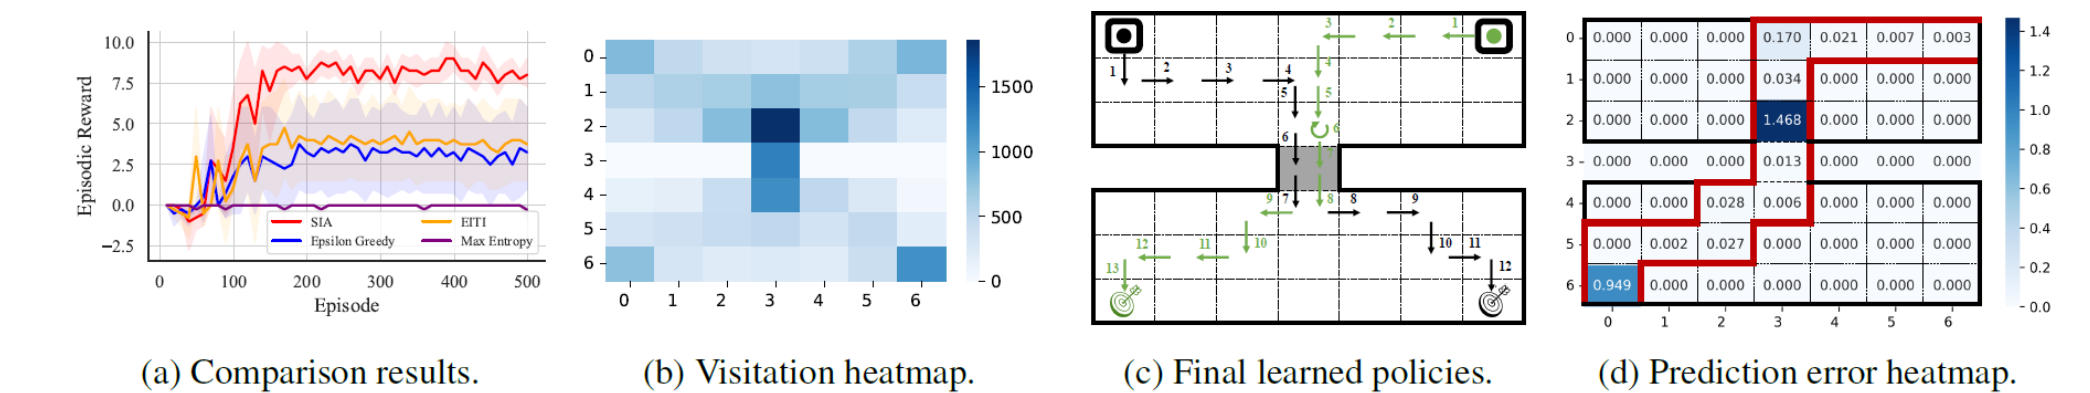 10.0
7.5
5.0
2.5
0.0
−2.5
Episodic Reward
SIA
Epsilon Greedy
EITI
Max Entropy
0 100 200 300 400 500
Episode
(a) Comparison results.
0
1
2
3
4
5
6
0 1 2 3 4 5 6
1500
1000
500
0
(b) Visitation heatmap.
3 2 1
1 2 3 4 4
5 5
6 6
9 7 8 8 9
12 11 10 10 11
13 12
(c) Final learned policies.
0 0.000 0.000 0.000 0.170 0.021 0.007 0.003
1 0.000 0.000 0.000 0.034 0.000 0.000 0.000
2 0.000 0.000 0.000 1.468 0.000 0.000 0.000
3 0.000 0.000 0.000 0.013 0.000 0.000 0.000
4 0.000 0.000 0.028 0.006 0.000 0.000 0.000
5 0.000 0.002 0.027 0.000 0.000 0.000 0.000
6 0.949 0.000 0.000 0.000 0.000 0.000 0.000
0 1 2 3 4 5 6
1.4
1.2
1.0
0.8
0.6
0.4
0.2
0.0
(d) Prediction error heatmap.